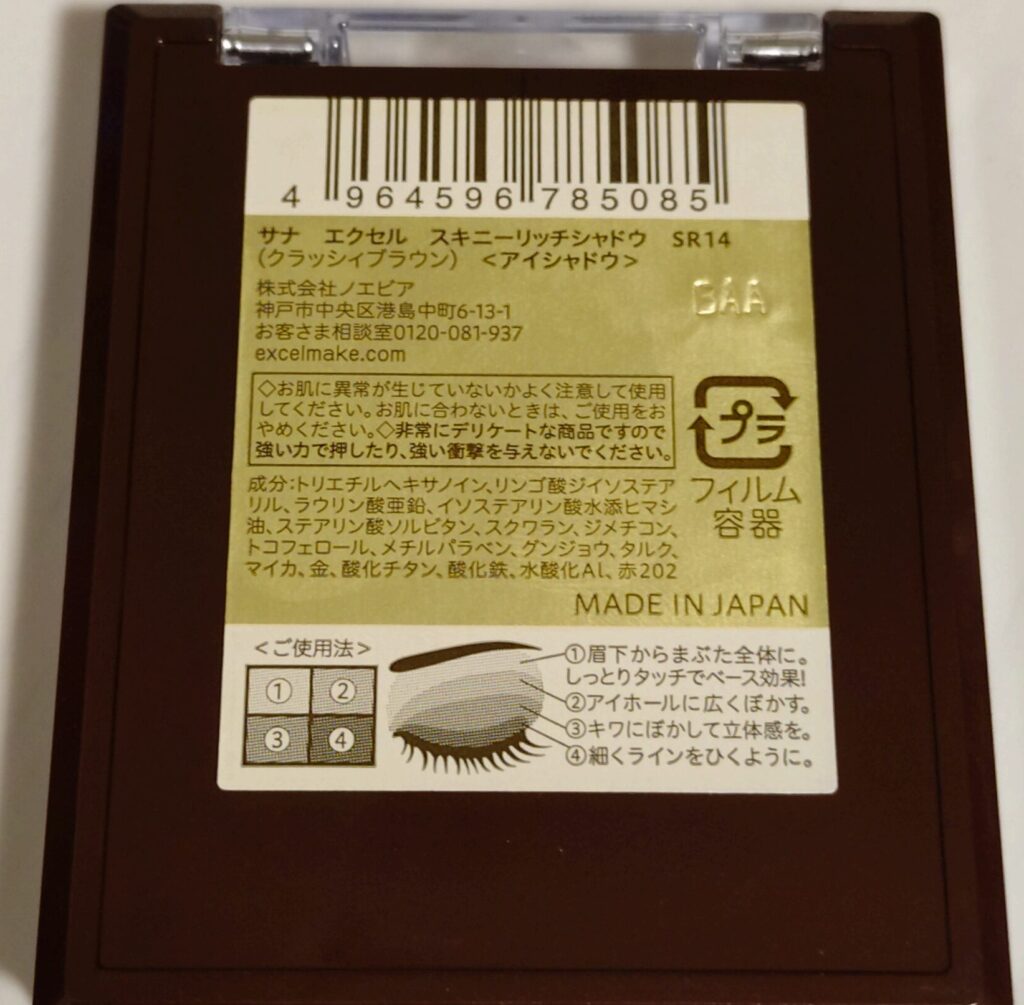 4 964596 785085
サナ エクセル スキニーリッチシャドウ SR14
(クラッシィブラウン) <アイシャドウ>
株式会社ノエビア
神戸市中央区港島中町6-13-1
お客さま相談室0120-081-937
excelmake.com
BAA
◇お肌に異常が生じていないかよく注意して使用
してください。お肌に合わないときは、ご使用をお
やめください。◇非常にデリケートな商品ですので
強い力で押したり、強い衝撃を与えないでください。
プラ
フィルム
容器
成分:トリエチルヘキサノイン、リンゴ酸ジイソステア
リル、ラウリン酸亜鉛、イソステアリン酸水添ヒマシ
油、ステアリン酸ソルビタン、スクワラン、ジメチコン、
トコフェロール、メチルパラベン、グンジョウ、タルク、
マイカ、金、酸化チタン、酸化鉄、水酸化Al、赤202
MADE IN JAPAN
<ご使用法>
① ②
③ ④
①眉下からまぶた全体に。
しっとりタッチでベース効果!
②アイホールに広くぼかす。
③キワにぼかして立体感を。
④細くラインをひくように。